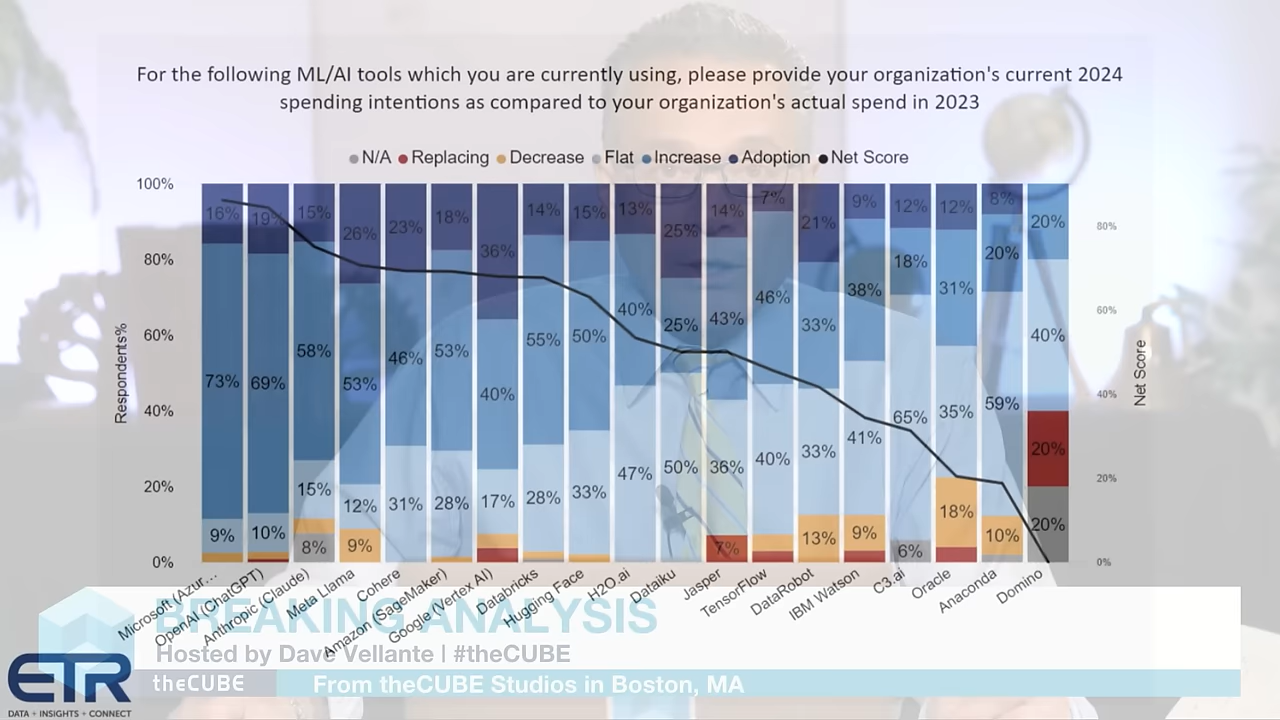 For the following ML/AI tools which you are currently using, please provide your organization's current 2024
spending intentions as compared to your organization's actual spend in 2023
N/A Replacing Decrease Flat Increase Adoption Net Score
100%
80%
60%
40%
20%
0%
Respondents%
16% 19% 15% 26% 23% 18% 36% 14% 15% 13% 25% 14% 7% 21% 9% 12% 12% 8% 20%
73% 69% 58% 53% 46% 53% 40% 55% 50% 40% 25% 43% 46% 33% 38% 18% 31% 20% 40%
9% 10% 15% 12% 31% 28% 17% 28% 33% 47% 50% 36% 40% 33% 41% 65% 35% 59% 20%
8% 9% 7% 13% 9% 6% 18% 10% 20%
80%
60%
40%
20%
0%
Net Score
Microsoft (Azur...
OpenAI (ChatGPT)
Anthropic (Claude)
Meta Llama
Cohere
Amazon (SageMaker)
Google (Vertex AI)
Databricks
Hugging Face
H2O.ai
Dataiku
Jasper
TensorFlow
DataRobot
IBM Watson
C3.ai
Oracle
Anaconda
Domino
BREAKING ANALYSIS
Hosted by Dave Vellante | #theCUBE
theCUBE From theCUBE Studios in Boston, MA
ETR
DATA + INSIGHTS + CONNECT